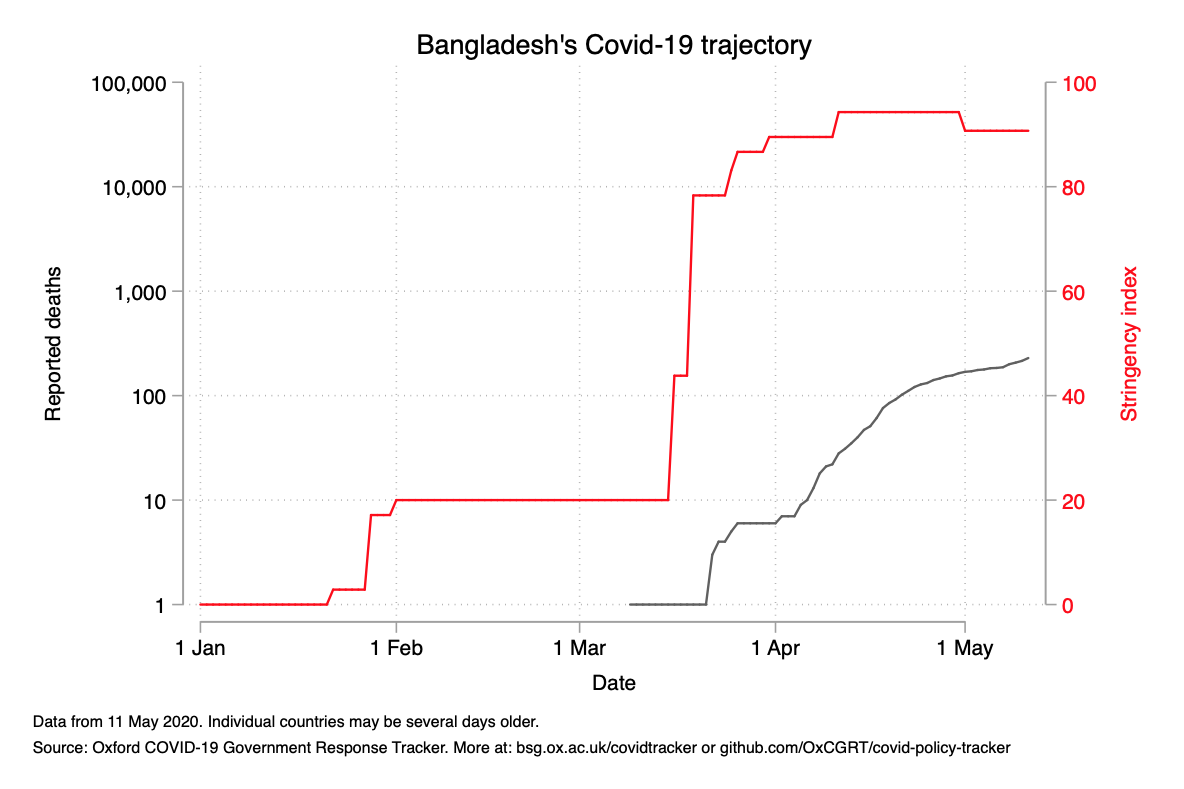 Bangladesh's Covid-19 trajectory
100,000
10,000
1,000
100
10
1
Reported deaths
100
80
60
40
20
0
Stringency index
1 Jan
1 Feb
1 Mar
1 Apr
1 May
Date
Data from 11 May 2020. Individual countries may be several days older.
Source: Oxford COVID-19 Government Response Tracker. More at: bsg.ox.ac.uk/covidtracker or github.com/OxCGRT/covid-policy-tracker